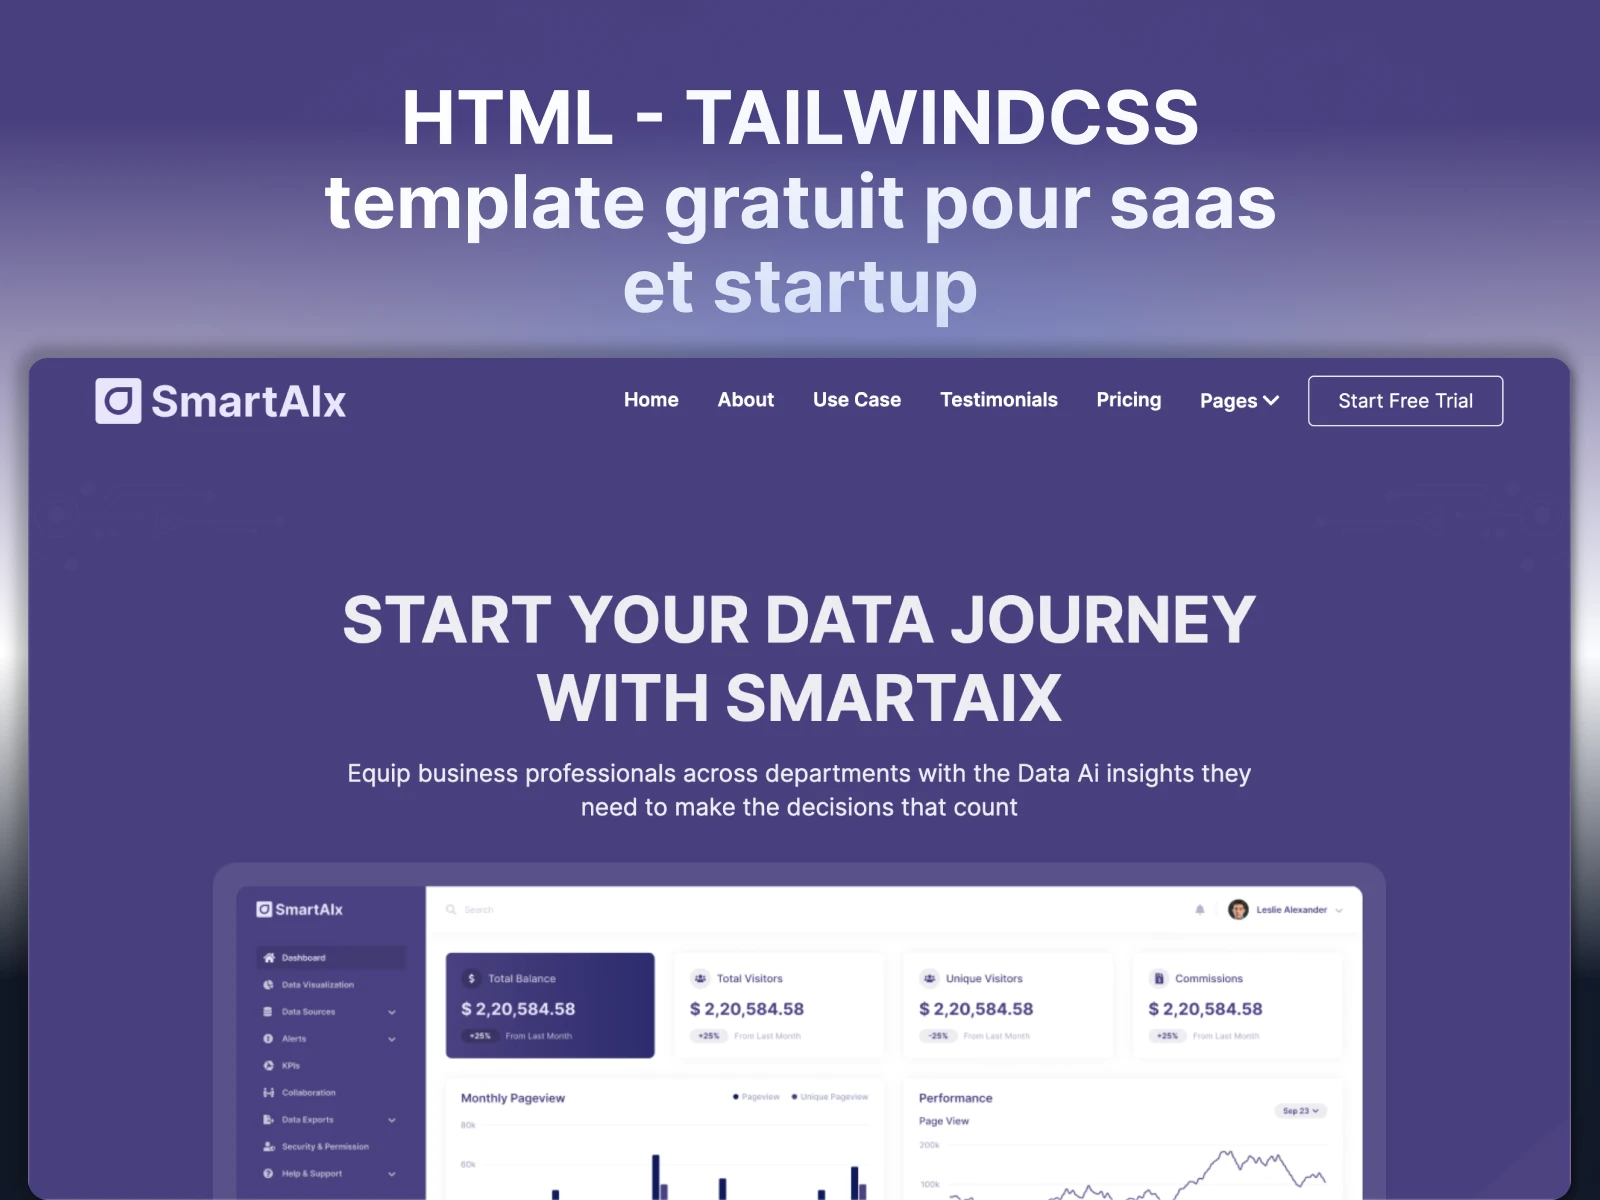 HTML - TAILWINDCSS
template gratuit pour saas
et startup
SmartAIx
Home About Use Case Testimonials Pricing Pages Start Free Trial
START YOUR DATA JOURNEY
WITH SMARTAIX
Equip business professionals across departments with the Data Ai insights they
need to make the decisions that count
SmartAIx
Search
Leslie Alexander
Dashboard
Data Visualization
Data Sources
Alerts
KPIs
Collaboration
Data Exports
Security & Permission
Help & Support
Total Balance
$ 2,20,584.58
+25% From Last Month
Total Visitors
$ 2,20,584.58
+25% From Last Month
Unique Visitors
$ 2,20,584.58
-25% From Last Month
Commissions
$ 2,20,584.58
+25% From Last Month
Monthly Pageview
Pageview Unique Pageview
80k
60k
Performance
Page View
Sep 23
200k
100k